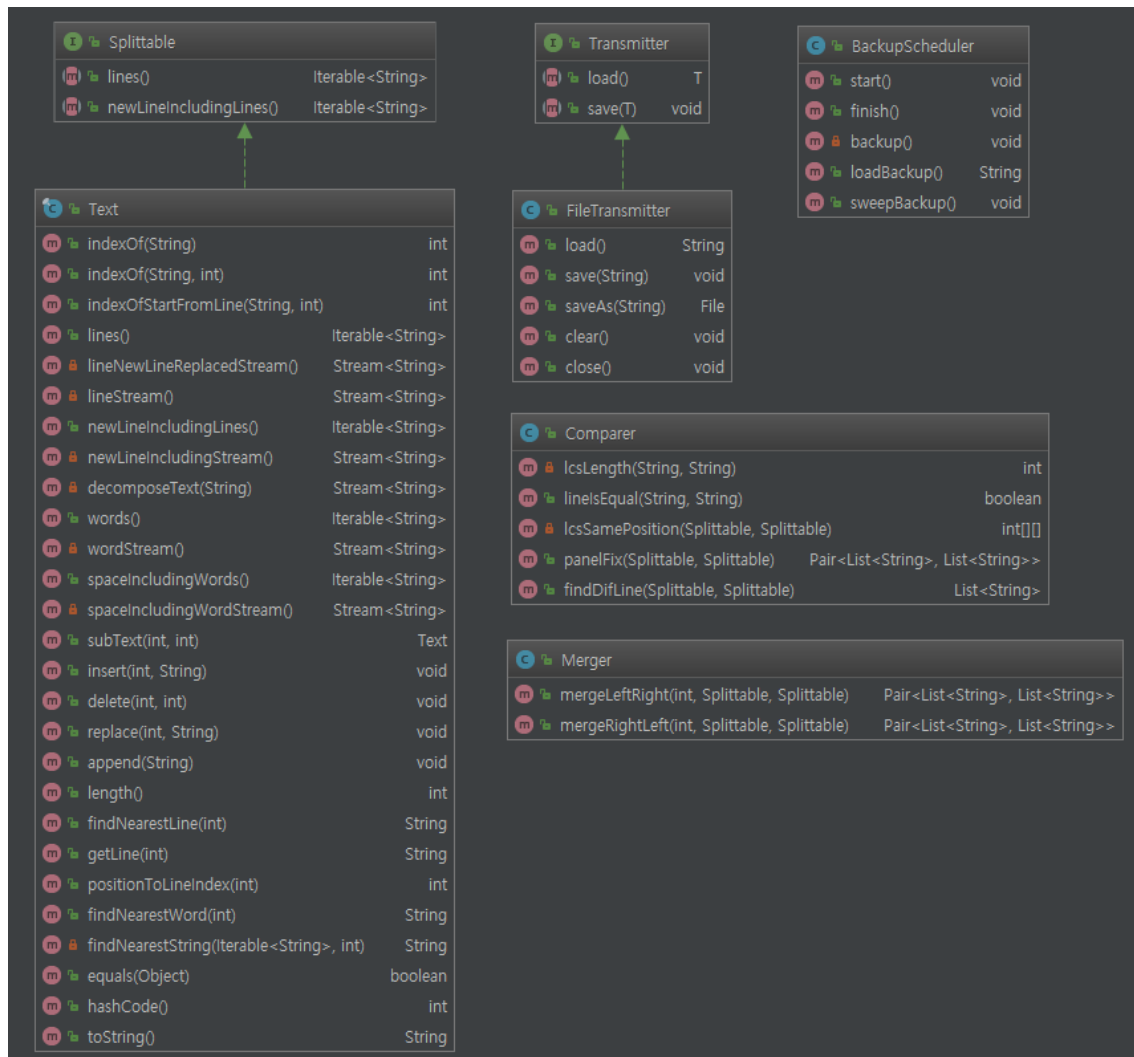 Splittable
lines() Iterable<String>
newLineIncludingLines() Iterable<String>
Text
indexOf(String) int
indexOf(String, int) int
indexOfStartFromLine(String, int) int
lines() Iterable<String>
lineNewLineReplacedStream() Stream<String>
lineStream() Stream<String>
newLineIncludingLines() Iterable<String>
newLineIncludingStream() Stream<String>
decomposeText(String) Stream<String>
words() Iterable<String>
wordStream() Stream<String>
spaceIncludingWords() Iterable<String>
spaceIncludingWordStream() Stream<String>
subText(int, int) Text
insert(int, String) void
delete(int, int) void
replace(int, String) void
append(String) void
length() int
findNearestLine(int) String
getLine(int) String
positionToLineIndex(int) int
findNearestWord(int) String
findNearestString(Iterable<String>, int) String
equals(Object) boolean
hashCode() int
toString() String
Transmitter
load() T
save(T) void
FileTransmitter
load() String
save(String) void
saveAs(String) File
clear() void
close() void
BackupScheduler
start() void
finish() void
backup() void
loadBackup() String
sweepBackup() void
Comparer
lcsLength(String, String) int
lineIsEqual(String, String) boolean
lcsSamePosition(Splittable, Splittable) int[][]
panelFix(Splittable, Splittable) Pair<List<String>, List<String>>
findDifLine(Splittable, Splittable) List<String>
Merger
mergeLeftRight(int, Splittable, Splittable) Pair<List<String>, List<String>>
mergeRightLeft(int, Splittable, Splittable) Pair<List<String>, List<String>>